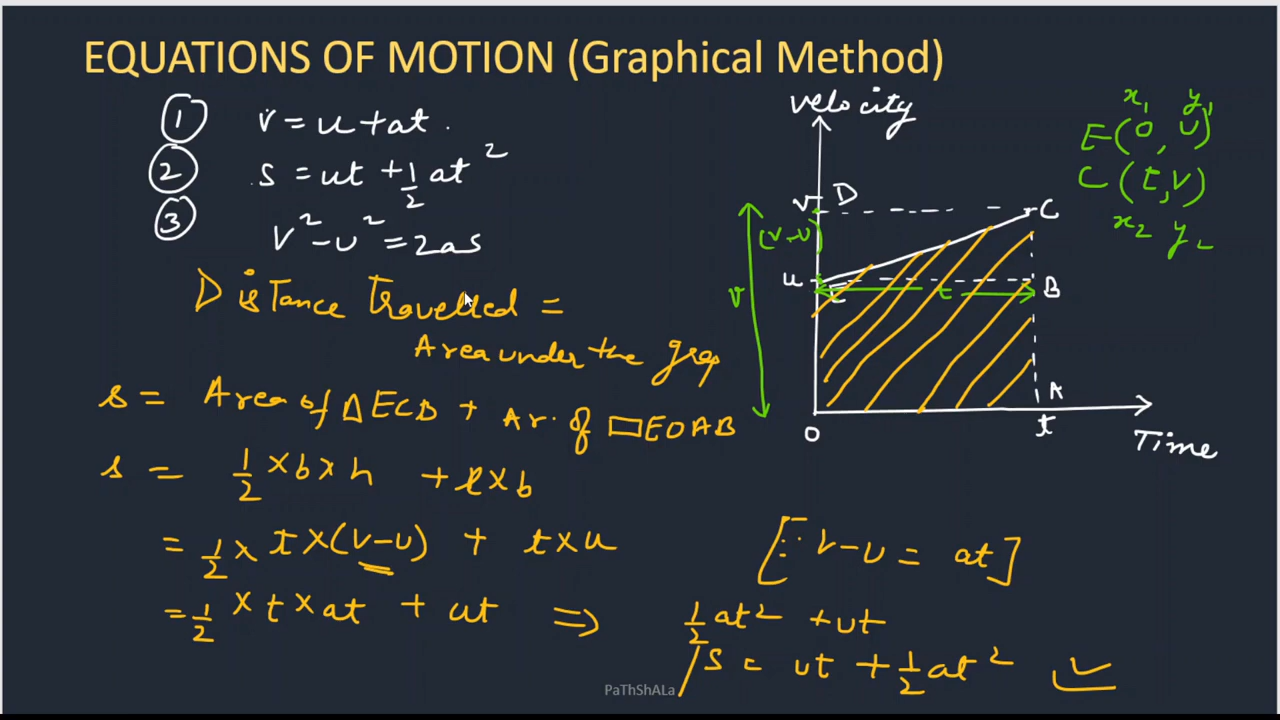 EQUATIONS OF MOTION (Graphical Method)
① v = u + at
② s = ut + 1/2 at²
③ v² - u² = 2as
Distance travelled =
Area under the grap
s = Area of △ECB + Ar. of ▭EOAB
s = 1/2 × b × h + l × b
= 1/2 × t × (v-u) + t × u
= 1/2 × t × at + ut ⇒
[∵ v-u = at]
1/2 at² + ut
s = ut + 1/2 at²
Velocity
x₁ y₁
E(0, u)
C(t, v)
x₂ y₂
v D
C
(v-u)
u E t B
v
A
O t
Time
PaThShALa